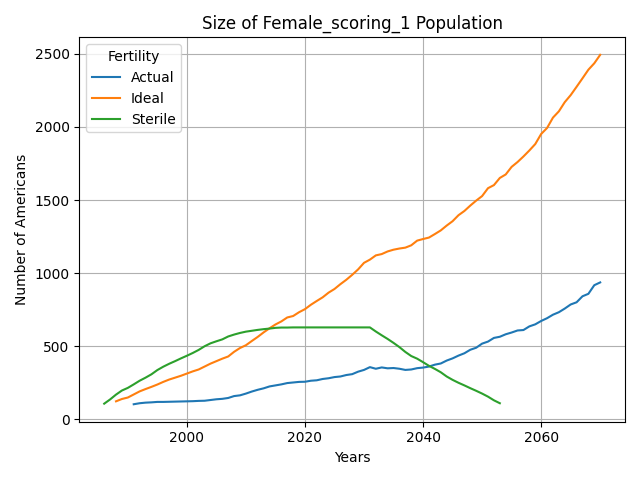 Size of Female_scoring_1 Population
Fertility
Actual
Ideal
Sterile
Number of Americans
2500
2000
1500
1000
500
0
2000 2020 2040 2060
Years